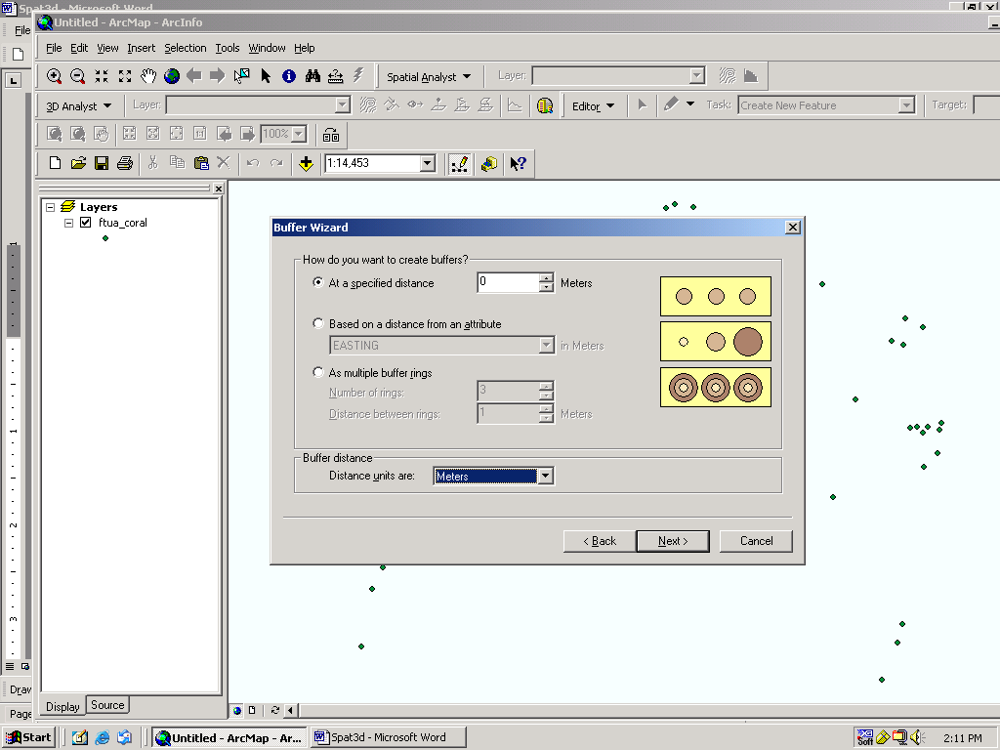 Spat3d - Microsoft Word
Untitled - ArcMap - ArcInfo
File
File Edit View Insert Selection Tools Window Help
Spatial Analyst Layer:
3D Analyst Layer: Editor Task: Create New Feature Target:
100%
1:14,453
Layers
ftua_coral
Buffer Wizard
How do you want to create buffers?
At a specified distance 0 Meters
Based on a distance from an attribute
EASTING in Meters
As multiple buffer rings
Number of rings: 3
Distance between rings: 1 Meters
Buffer distance
Distance units are: Meters
< Back Next > Cancel
1
1
2
3
Draw
Page
Display Source
Start Untitled - ArcMap - Ar... Spat3d - Microsoft Word 2:11 PM